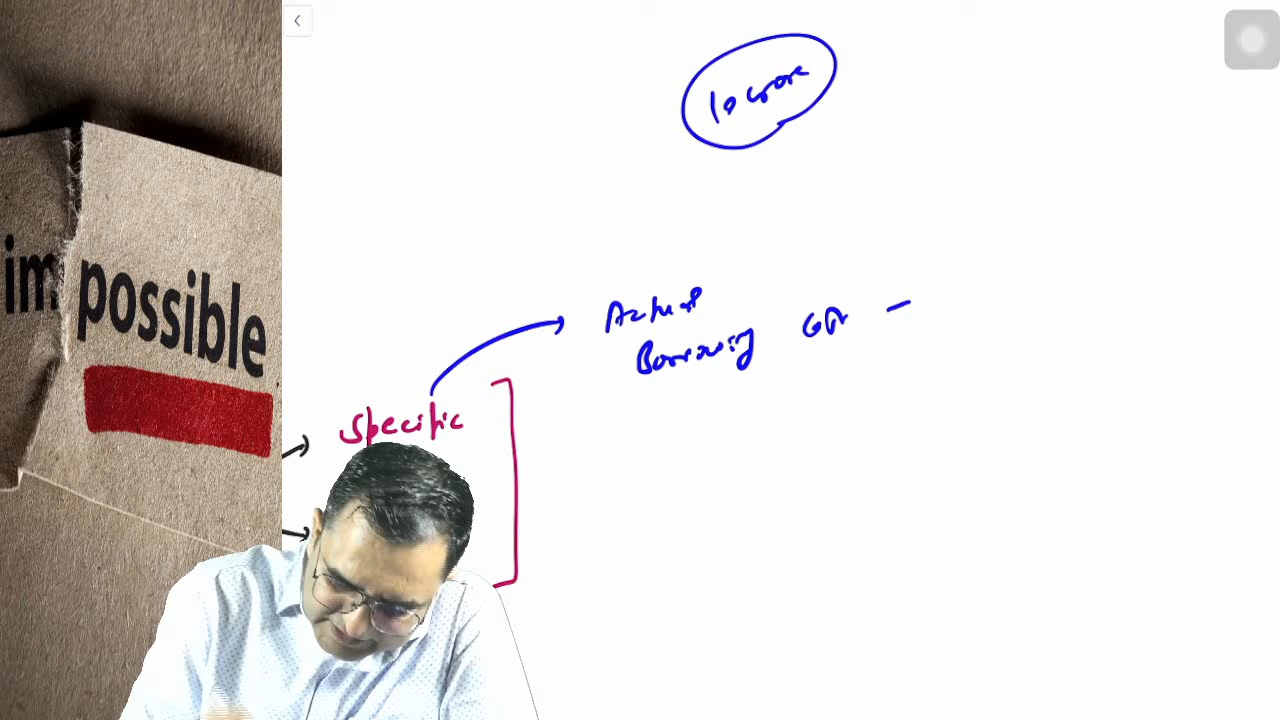 10 crore
impossible
Actual
Borrowing Cost -
Specific